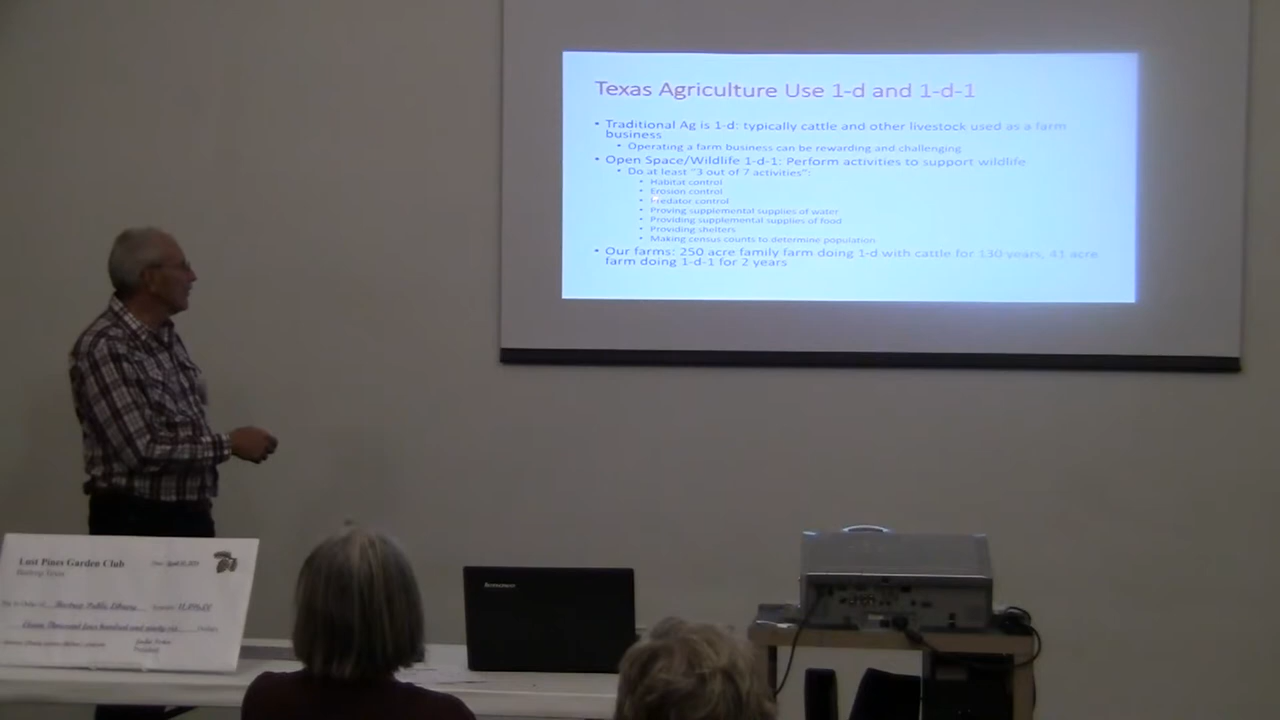 Texas Agriculture Use 1-d and 1-d-1
• Traditional Ag is 1-d: typically cattle and other livestock used as a farm
business
• Operating a farm business can be rewarding and challenging
• Open Space/Wildlife 1-d-1: Perform activities to support wildlife
• Do at least "3 out of 7 activities":
• Habitat control
• Erosion control
• Predator control
• Proving supplemental supplies of water
• Providing supplemental supplies of food
• Providing shelters
• Making census counts to determine population
• Our farms: 250 acre family farm doing 1-d with cattle for 130 years, 41 acre
farm doing 1-d-1 for 2 years
Lost Pines Garden Club
Bastrop Public Library
lenovo